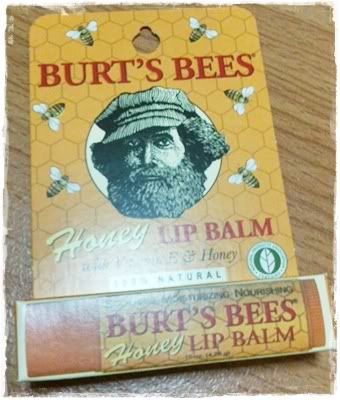 BURT'S BEES®
Honey LIP BALM
with Vitamin E & Honey
100% NATURAL
MOISTURIZING, NOURISHING
BURT'S BEES®
Honey LIP BALM